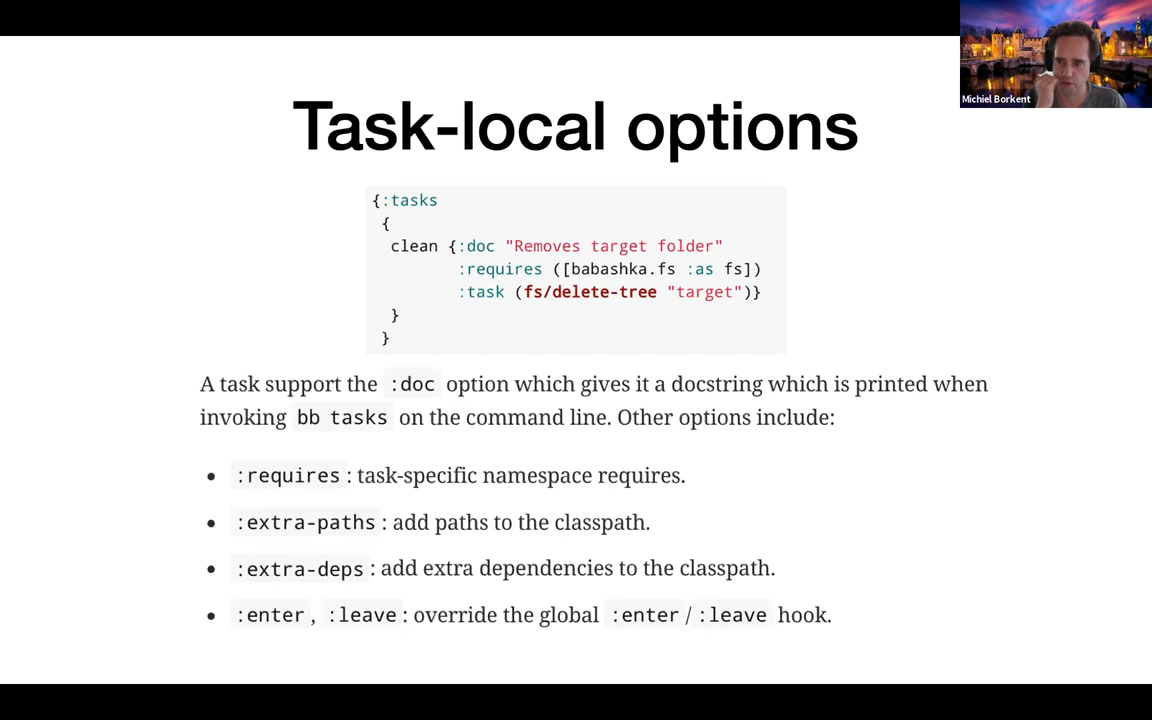 Michiel Borkent
Task-local options
{:tasks
{
clean {:doc "Removes target folder"
:requires ([babashka.fs :as fs])
:task (fs/delete-tree "target")}
}
}
A task support the :doc option which gives it a docstring which is printed when
invoking bb tasks on the command line. Other options include:
• :requires: task-specific namespace requires.
• :extra-paths: add paths to the classpath.
• :extra-deps: add extra dependencies to the classpath.
• :enter, :leave: override the global :enter/:leave hook.